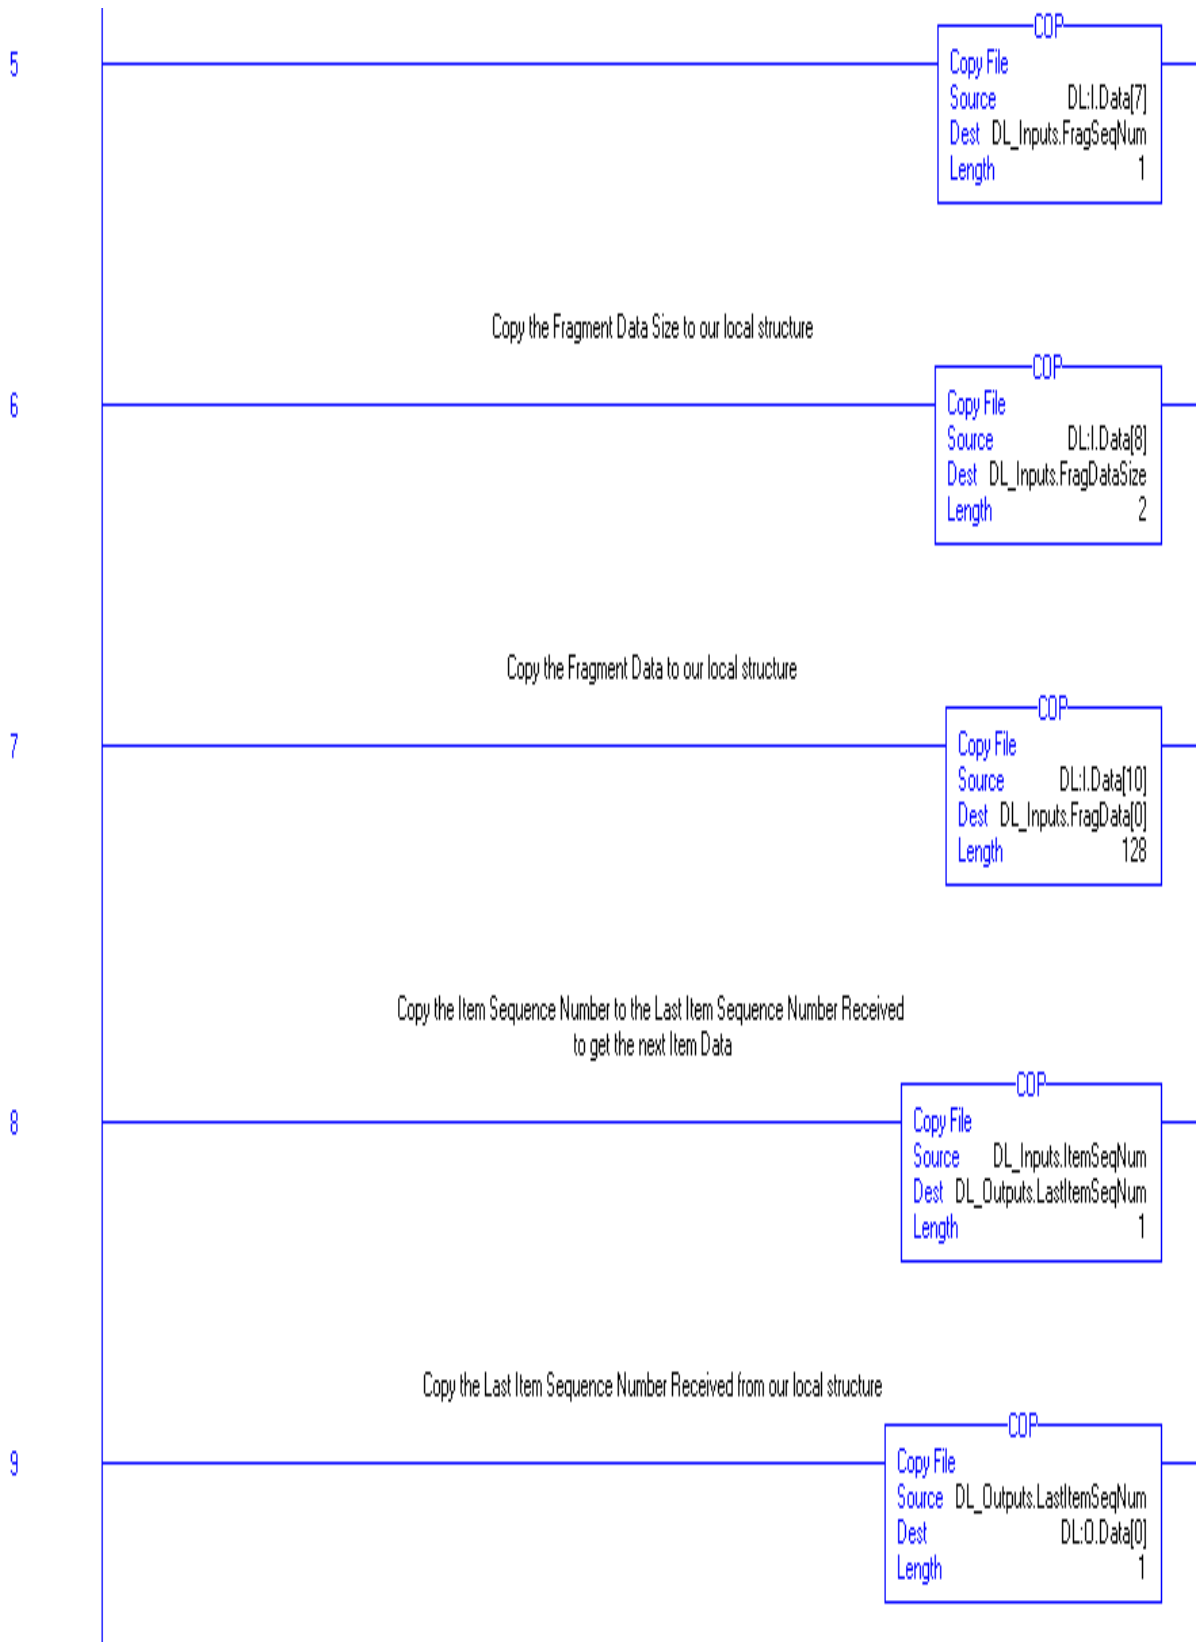 COP
5
Copy File
Source DL:I.Data[7]
Dest DL_Inputs.FragSeqNum
Length 1
Copy the Fragment Data Size to our local structure
COP
6
Copy File
Source DL:I.Data[8]
Dest DL_Inputs.FragDataSize
Length 2
Copy the Fragment Data to our local structure
COP
7
Copy File
Source DL:I.Data[10]
Dest DL_Inputs.FragData[0]
Length 128
Copy the Item Sequence Number to the Last Item Sequence Number Received
to get the next Item Data
COP
8
Copy File
Source DL_Inputs.ItemSeqNum
Dest DL_Outputs.LastItemSeqNum
Length 1
Copy the Last Item Sequence Number Received from our local structure
COP
9
Copy File
Source DL_Outputs.LastItemSeqNum
Dest DL:O.Data[0]
Length 1